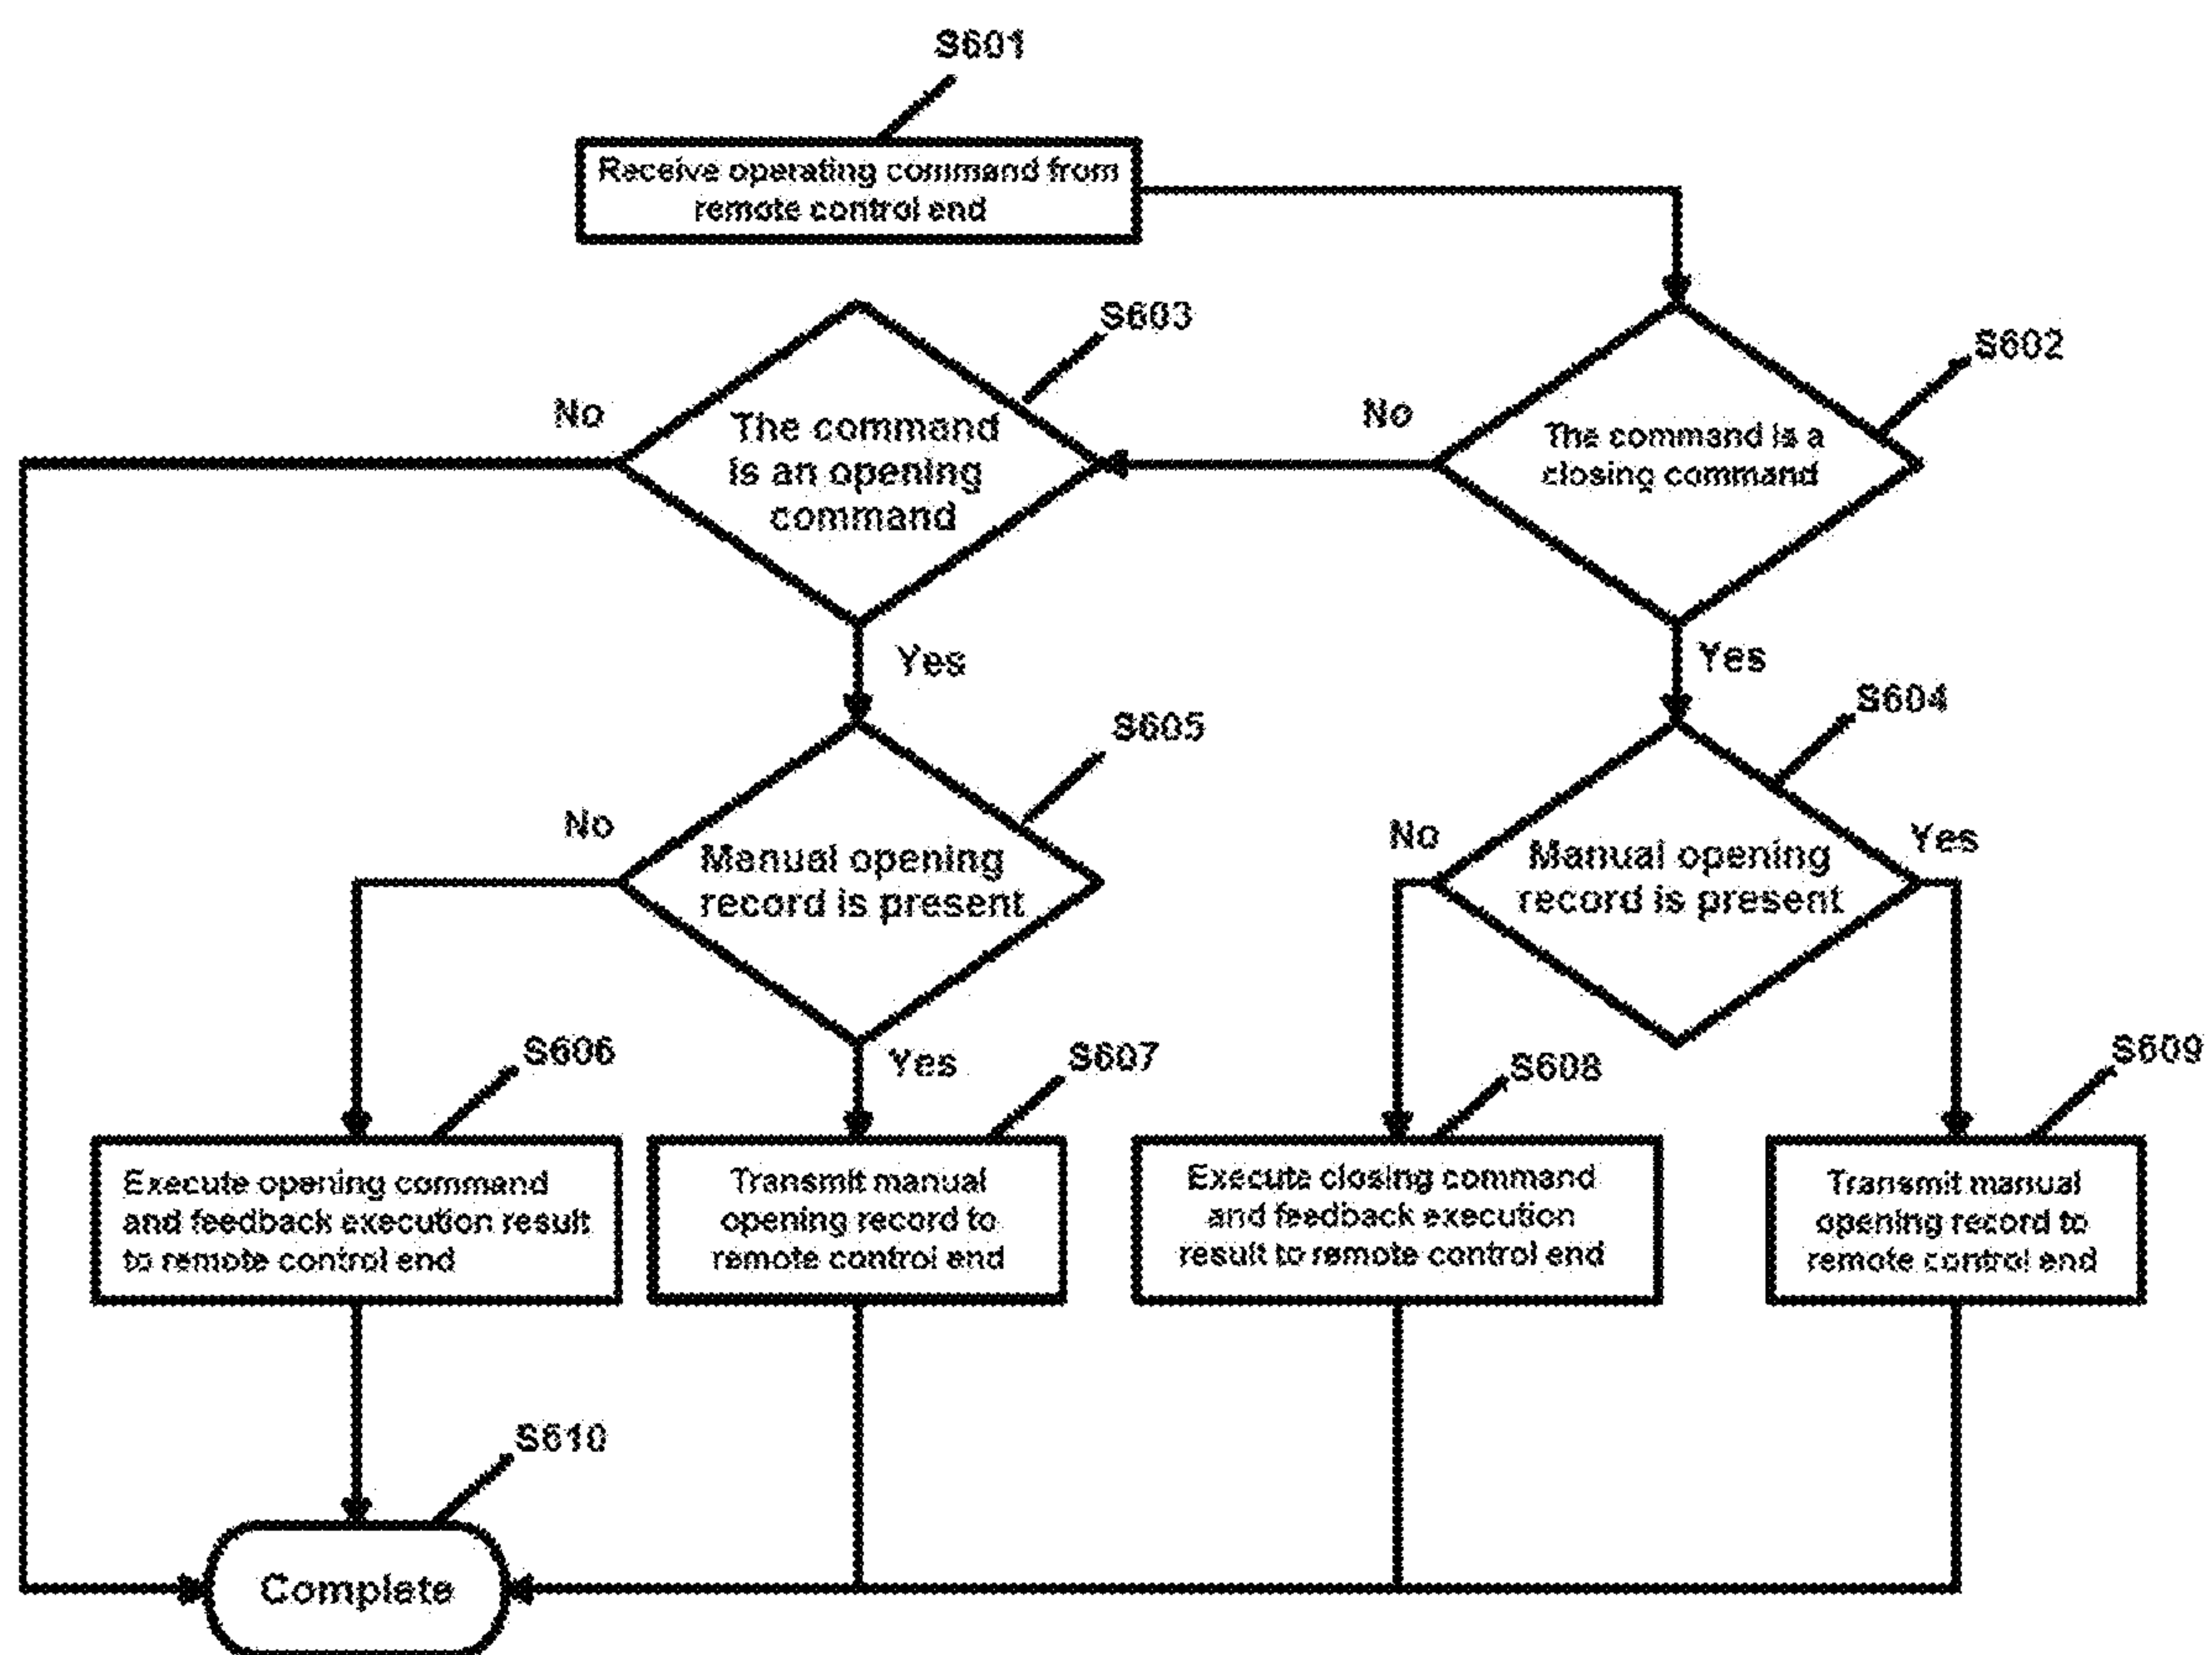 S601
Receive operating command from
remote control end
S603
S602
No
The command
is an opening
command
No
The command is a
closing command
Yes
Yes
S605
S604
No
Manual opening
record is present
No
Manual opening
record is present
Yes
S606
Yes
S607
S608
S609
Execute opening command
and feedback execution result
to remote control end
Transmit manual
opening record to
remote control end
Execute closing command
and feedback execution
result to remote control end
Transmit manual
opening record to
remote control end
S610
Complete